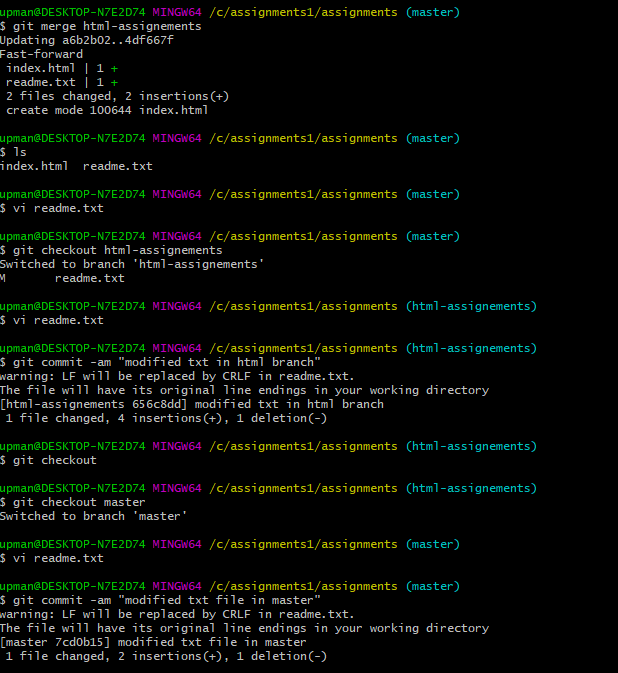 upman@DESKTOP-N7E2D74 MINGW64 /c/assignments1/assignments (master)
$ git merge html-assignements
Updating a6b2b02..4df667f
Fast-forward
 index.html | 1 +
 readme.txt | 1 +
 2 files changed, 2 insertions(+)
 create mode 100644 index.html
upman@DESKTOP-N7E2D74 MINGW64 /c/assignments1/assignments (master)
$ ls
index.html  readme.txt
upman@DESKTOP-N7E2D74 MINGW64 /c/assignments1/assignments (master)
$ vi readme.txt
upman@DESKTOP-N7E2D74 MINGW64 /c/assignments1/assignments (master)
$ git checkout html-assignements
Switched to branch 'html-assignements'
M       readme.txt
upman@DESKTOP-N7E2D74 MINGW64 /c/assignments1/assignments (html-assignements)
$ vi readme.txt
upman@DESKTOP-N7E2D74 MINGW64 /c/assignments1/assignments (html-assignements)
$ git commit -am "modified txt in html branch"
warning: LF will be replaced by CRLF in readme.txt.
The file will have its original line endings in your working directory
[html-assignements 656c8dd] modified txt in html branch
 1 file changed, 4 insertions(+), 1 deletion(-)
upman@DESKTOP-N7E2D74 MINGW64 /c/assignments1/assignments (html-assignements)
$ git checkout
upman@DESKTOP-N7E2D74 MINGW64 /c/assignments1/assignments (html-assignements)
$ git checkout master
Switched to branch 'master'
upman@DESKTOP-N7E2D74 MINGW64 /c/assignments1/assignments (master)
$ vi readme.txt
upman@DESKTOP-N7E2D74 MINGW64 /c/assignments1/assignments (master)
$ git commit -am "modified txt file in master"
warning: LF will be replaced by CRLF in readme.txt.
The file will have its original line endings in your working directory
[master 7cd0b15] modified txt file in master
 1 file changed, 2 insertions(+), 1 deletion(-)